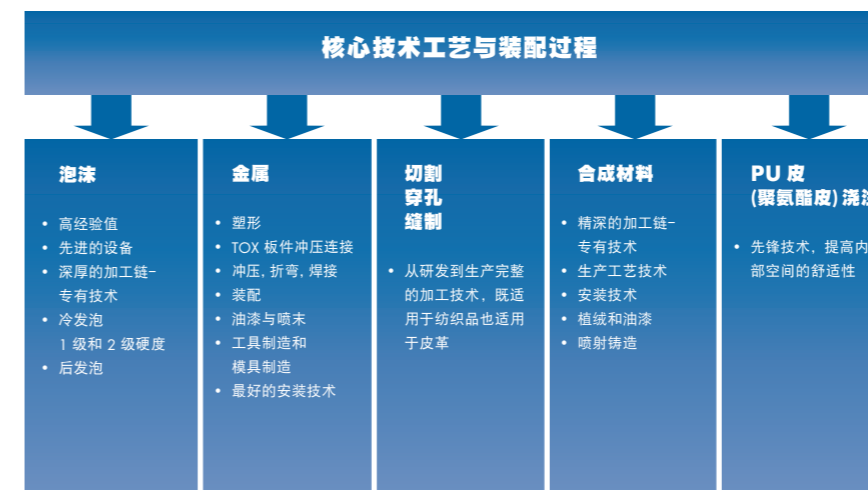 核心技术工艺与装配过程
泡沫
• 高经验值
• 先进的设备
• 深厚的加工链-
专有技术
• 冷发泡
1 级和 2 级硬度
• 后发泡
金属
• 塑形
• TOX 板件冲压连接
• 冲压, 折弯, 焊接
• 装配
• 油漆与喷末
• 工具制造和
模具制造
• 最好的安装技术
切割
穿孔
缝制
• 从研发到生产完整
的加工技术，既适
用于纺织品也适用
于皮革
合成材料
• 精深的加工链-
专有技术
• 生产工艺技术
• 安装技术
• 植绒和油漆
• 喷射铸造
PU 皮
(聚氨酯皮) 浇
• 先锋技术，提高内
部空间的舒适性